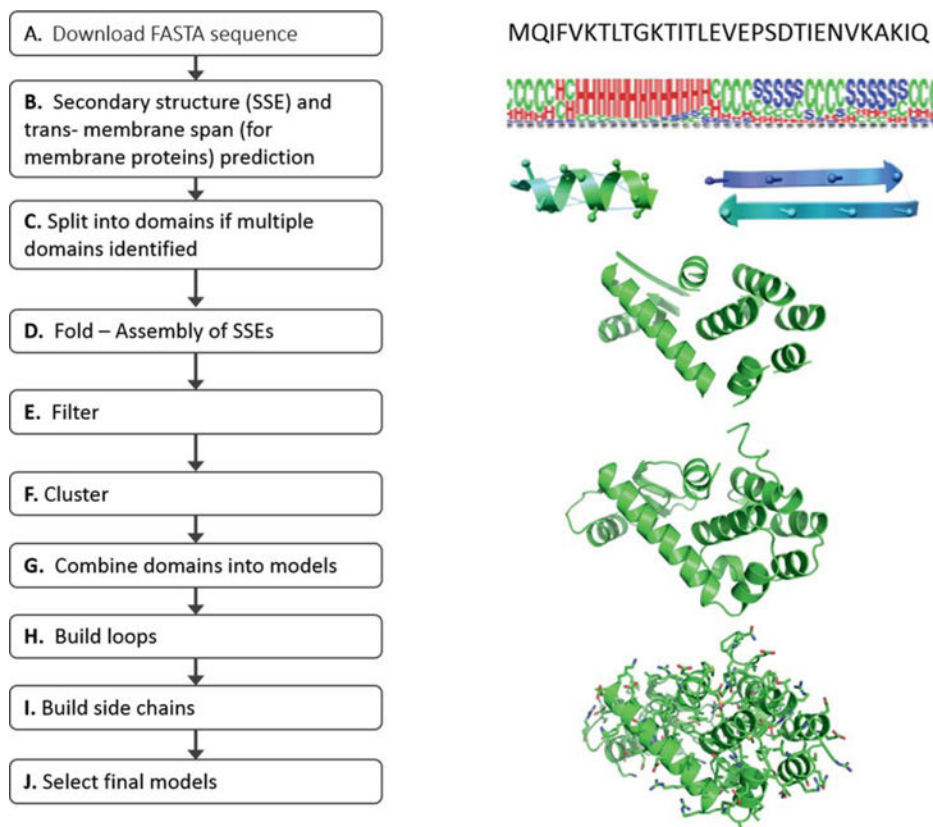 A. Download FASTA sequence
B. Secondary structure (SSE) and
trans- membrane span (for
membrane proteins) prediction
C. Split into domains if multiple
domains identified
D. Fold – Assembly of SSEs
E. Filter
F. Cluster
G. Combine domains into models
H. Build loops
I. Build side chains
J. Select final models
MQIFVKTLTGKTITLEVEPSDTIENVKAKIQ